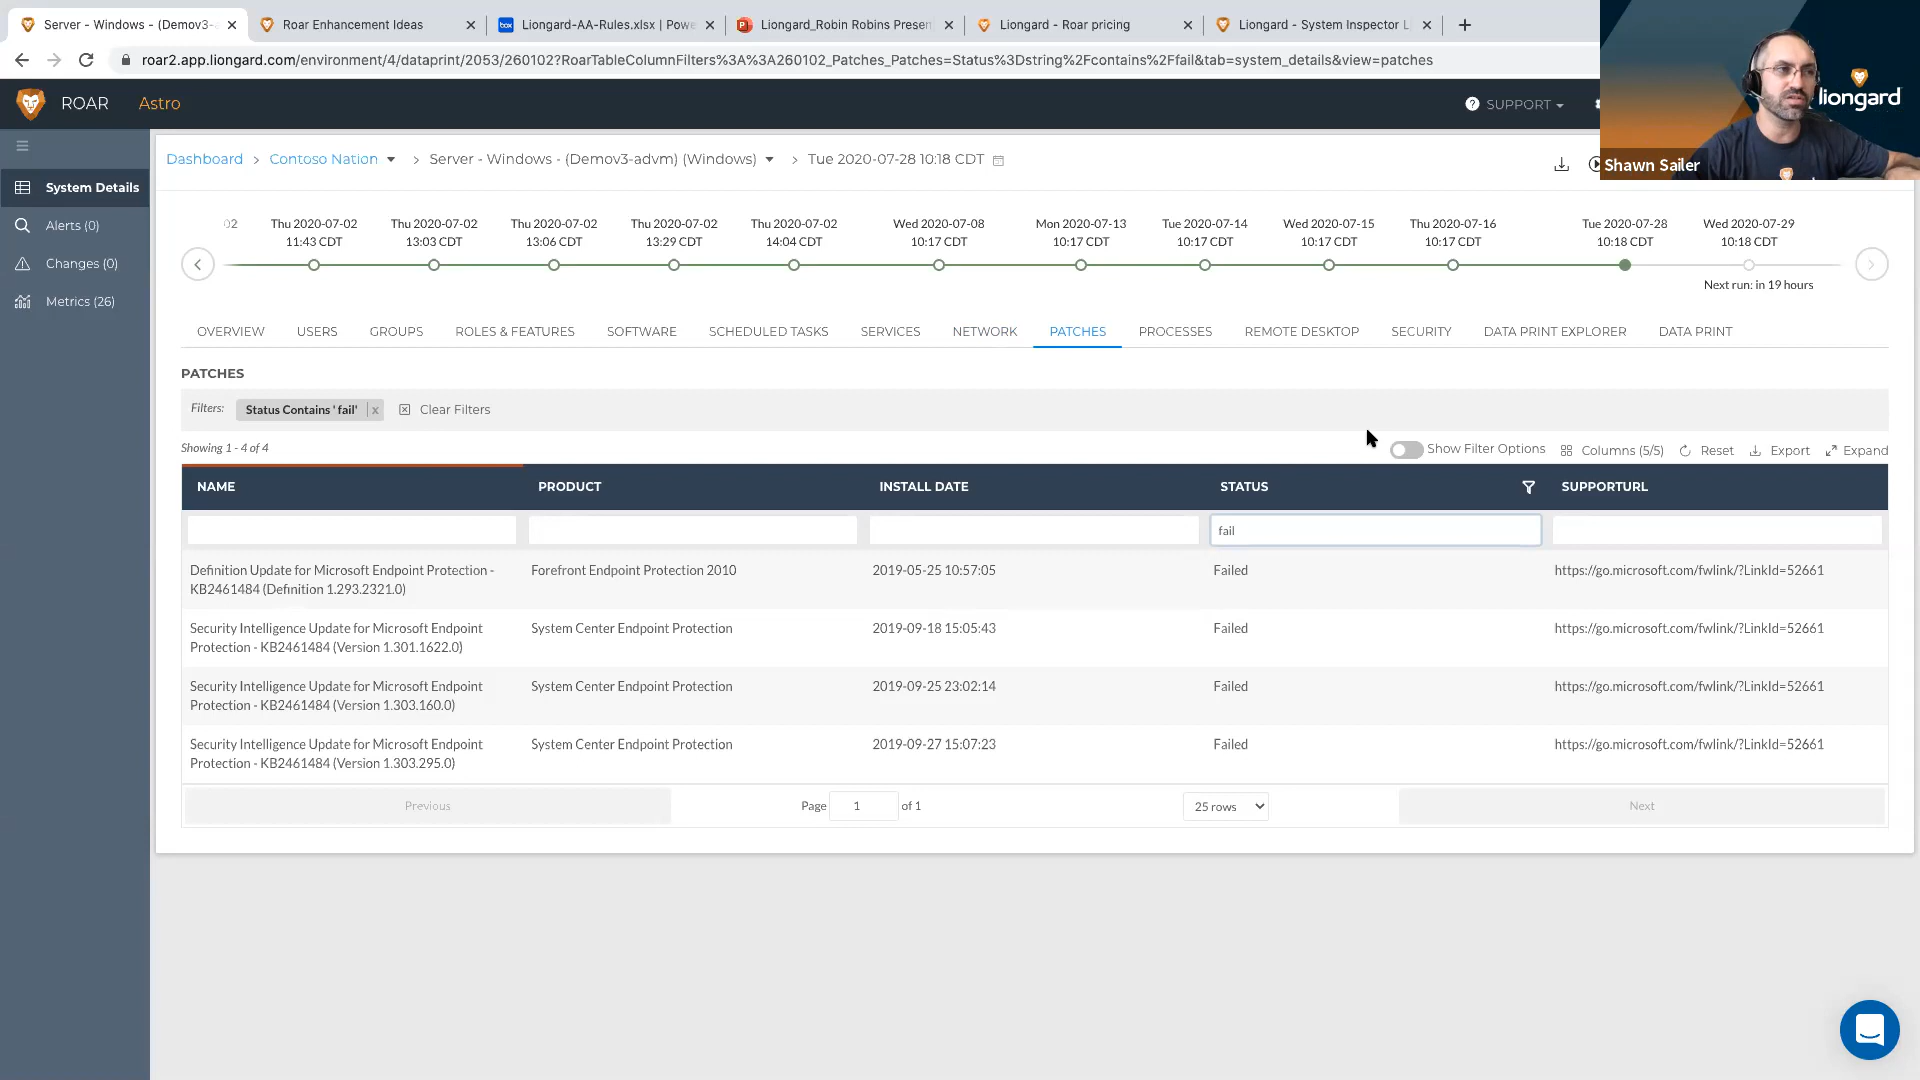 Server - Windows - (Demov3-a
Roar Enhancement Ideas
box
Liongard-AA-Rules.xlsx | Powe
Liongard_Robin Robins Presen
Liongard - Roar pricing
Liongard - System Inspector L
roar2.app.liongard.com/environment/4/dataprint/2053/260102?RoarTableColumnFilters%3A%3A260102_Patches_Patches=Status%3Dstring%2Fcontains%2Ffail&tab=system_details&view=patches
ROAR Astro
SUPPORT
liongard
Shawn Sailer
Dashboard > Contoso Nation > Server - Windows - (Demov3-advm) (Windows) > Tue 2020-07-28 10:18 CDT
System Details
Alerts (0)
Changes (0)
Metrics (26)
02
Thu 2020-07-02
11:43 CDT
Thu 2020-07-02
13:03 CDT
Thu 2020-07-02
13:06 CDT
Thu 2020-07-02
13:29 CDT
Thu 2020-07-02
14:04 CDT
Wed 2020-07-08
10:17 CDT
Mon 2020-07-13
10:17 CDT
Tue 2020-07-14
10:17 CDT
Wed 2020-07-15
10:17 CDT
Thu 2020-07-16
10:17 CDT
Tue 2020-07-28
10:18 CDT
Wed 2020-07-29
10:18 CDT
Next run: in 19 hours
OVERVIEW USERS GROUPS ROLES & FEATURES SOFTWARE SCHEDULED TASKS SERVICES NETWORK PATCHES PROCESSES REMOTE DESKTOP SECURITY DATA PRINT EXPLORER DATA PRINT
PATCHES
Filters: Status Contains ' fail' x Clear Filters
Showing 1 - 4 of 4
Show Filter Options Columns (5/5) Reset Export Expand
NAME PRODUCT INSTALL DATE STATUS SUPPORTURL
fail
Definition Update for Microsoft Endpoint Protection -
KB2461484 (Definition 1.293.2321.0)
Forefront Endpoint Protection 2010
2019-05-25 10:57:05
Failed
https://go.microsoft.com/fwlink/?LinkId=52661
Security Intelligence Update for Microsoft Endpoint
Protection - KB2461484 (Version 1.301.1622.0)
System Center Endpoint Protection
2019-09-18 15:05:43
Failed
https://go.microsoft.com/fwlink/?LinkId=52661
Security Intelligence Update for Microsoft Endpoint
Protection - KB2461484 (Version 1.303.160.0)
System Center Endpoint Protection
2019-09-25 23:02:14
Failed
https://go.microsoft.com/fwlink/?LinkId=52661
Security Intelligence Update for Microsoft Endpoint
Protection - KB2461484 (Version 1.303.295.0)
System Center Endpoint Protection
2019-09-27 15:07:23
Failed
https://go.microsoft.com/fwlink/?LinkId=52661
Previous
Page 1 of 1
25 rows
Next